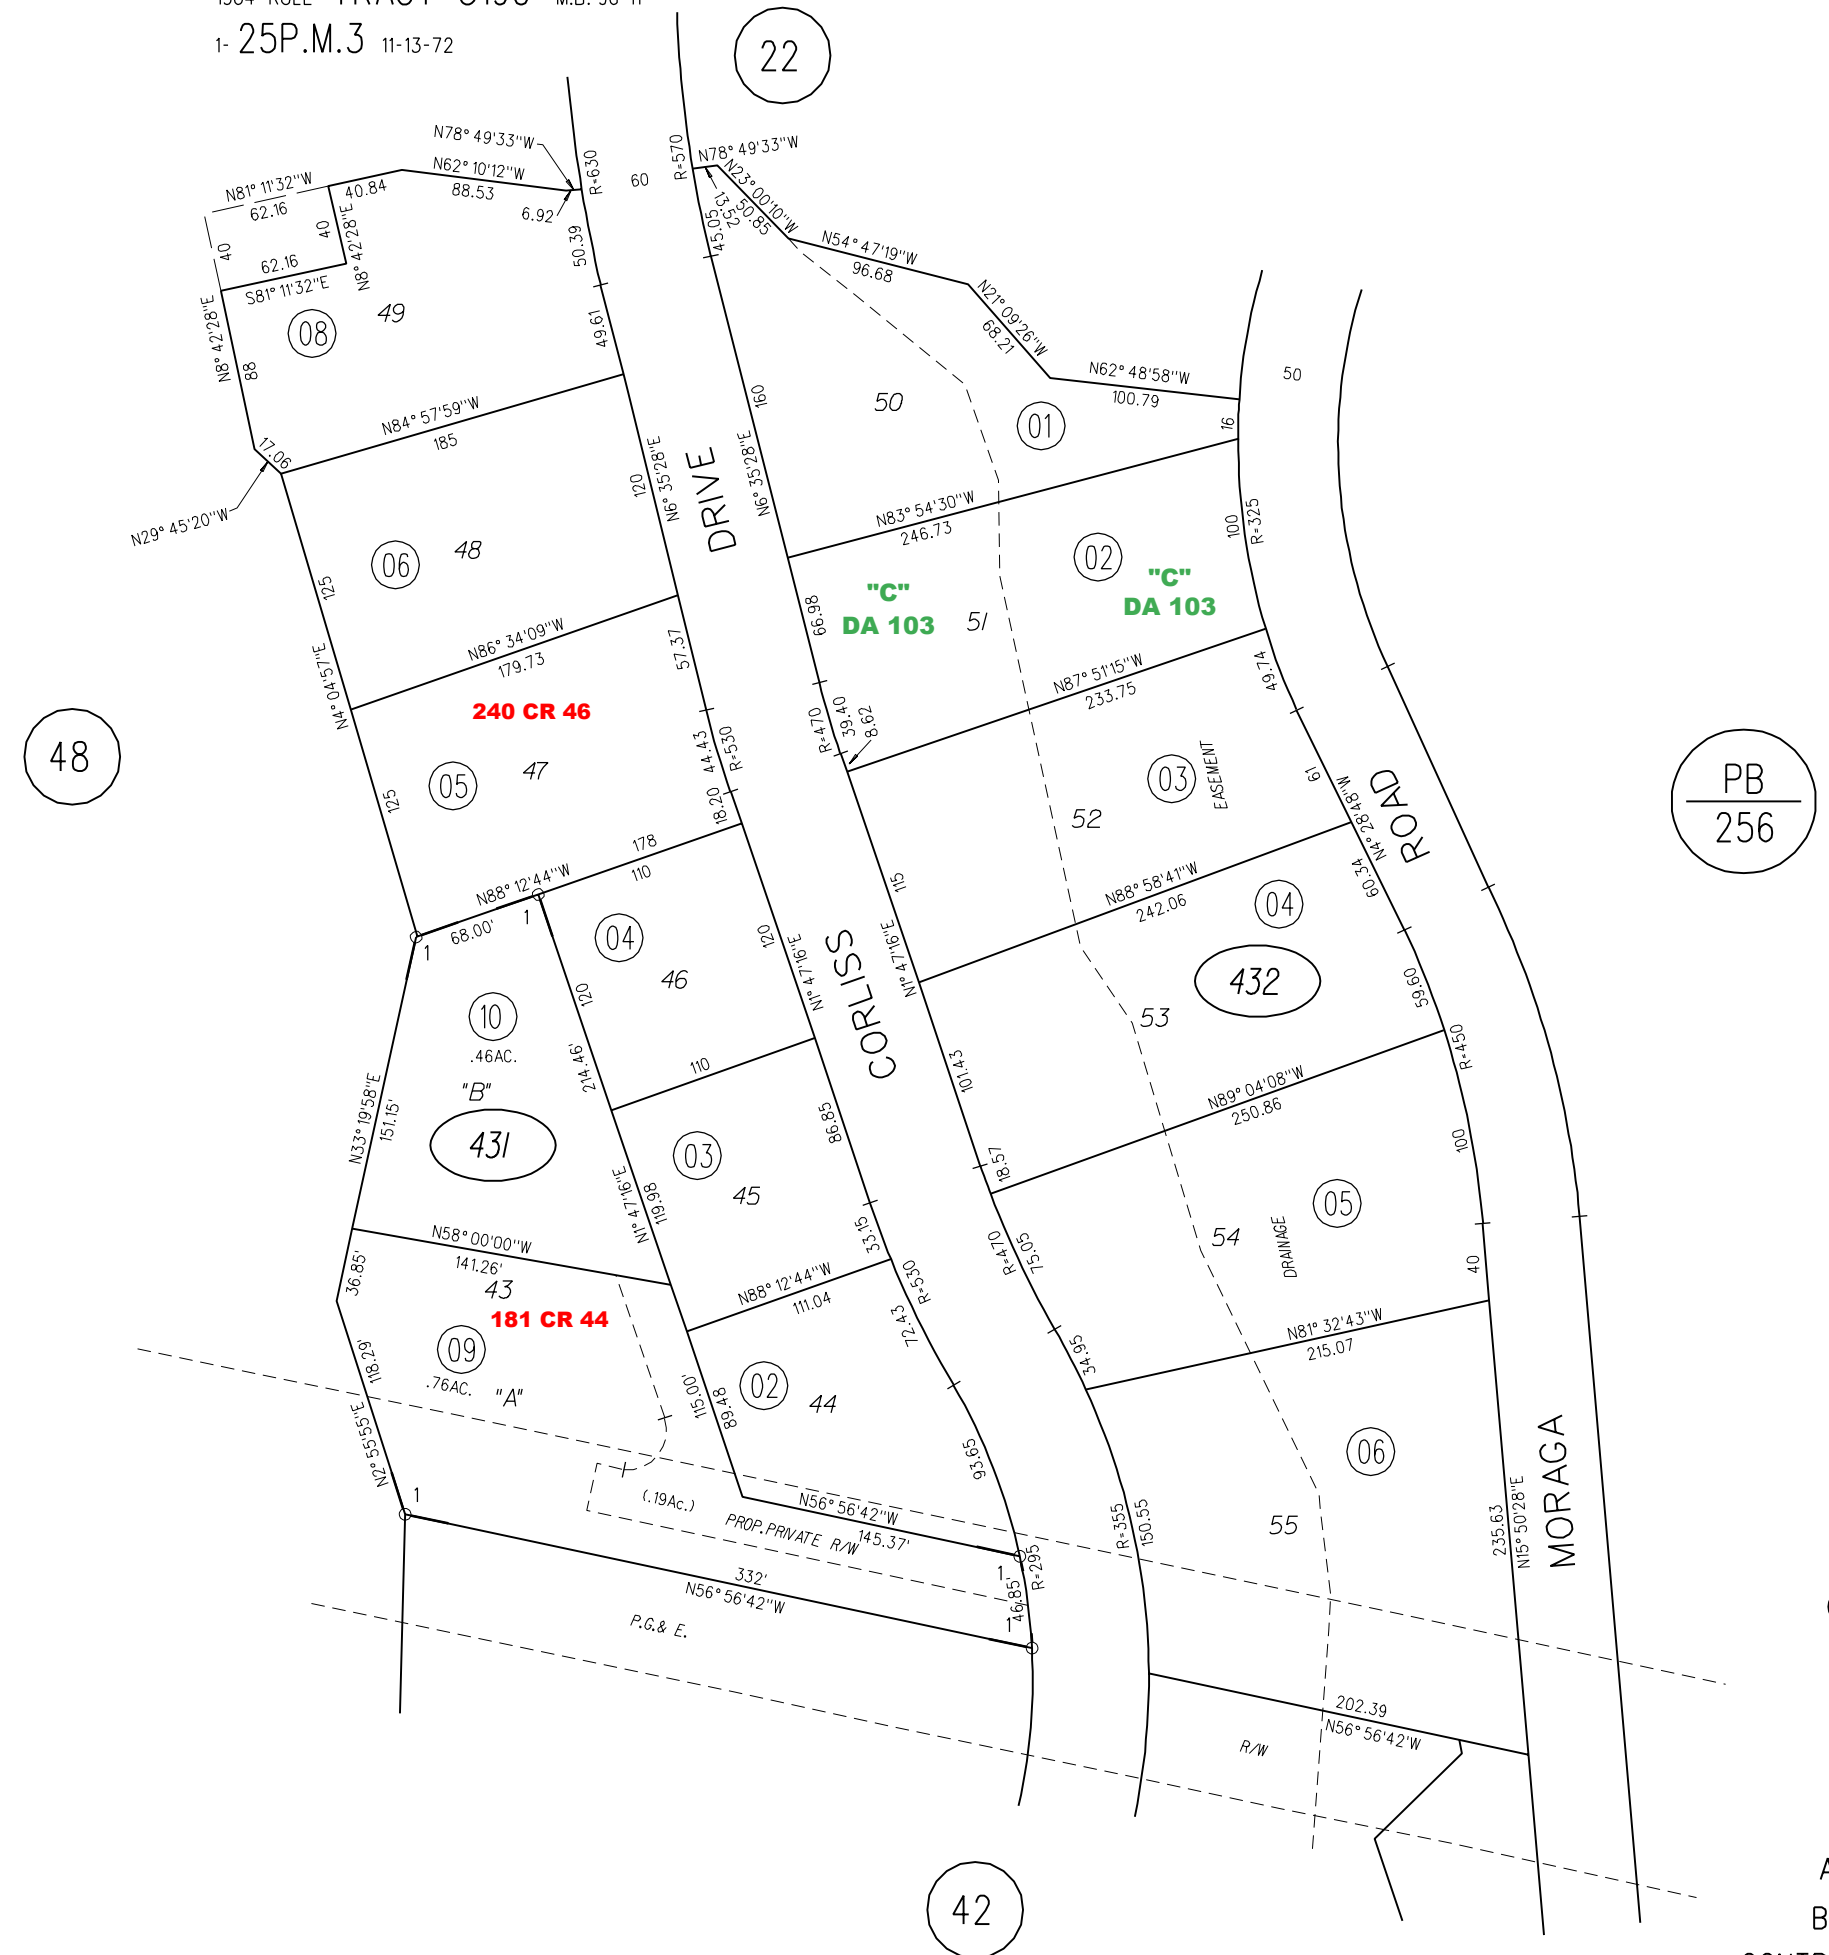 1- 25P.M.3 11-13-72
22
N78°49'33"W
N62°10'12"W
88.53
6.92
N81°11'32"W
62.16
40.84
40
40
N8°42'28"E
62.16
S81°11'32"E
N8°42'28"E
88
08
49
17.06
N29°45'20"W
R=630
60
R=570
50.39
49.61
45.05
N78°49'33"W
13.52
N23°00'10"W
50.85
N54°47'19"W
96.68
N21°09'26"W
68.21
N62°48'58"W
100.79
50
16
50
01
160
N6°35'28"E
N84°57'59"W
185
120
N6°35'28"E
DRIVE
06
48
125
N4°04'57"E
N83°54'30"W
246.73
100
R=325
02
"C"
DA 103
"C"
DA 103
51
66.98
39.40
R=470
8.62
N86°34'09"W
179.73
57.37
240 CR 46
05
47
125
44.43
R=530
18.20
48
N87°51'15"W
233.75
49.74
03
EASEMENT
52
61
N4°28'48"W
ROAD
60.34
PB
256
115
N1°47'16"E
178
N88°12'44"W
110
68.00'
1
1
04
46
120
120
N1°47'16"E
CORLISS
N88°58'41"W
242.06
04
432
53
59.60
R=450
10
.46AC.
"B"
431
214.46'
N33°19'58"E
151.15'
110
86.85
101.43
18.57
N89°04'08"W
250.86
100
03
45
N1°47'16"E
119.98
33.15
R=530
72.43
05
54
DRAINAGE
40
R=470
75.05
34.95
N58°00'00"W
141.26'
43
36.85'
181 CR 44
09
.76AC.
"A"
118.29'
N2°55'55"E
1
N88°12'44"W
111.04
02
44
115.00'
89.48
93.65
N81°32'43"W
215.07
06
55
235.63
N15°50'28"E
MORAGA
R=355
150.55
(.19Ac.)
PROP.PRIVATE R/W
N56°56'42"W
145.37'
1
R=295
46.85'
1
332'
N56°56'42"W
P.G.& E.
202.39
N56°56'42'W
R/W
42
A
B